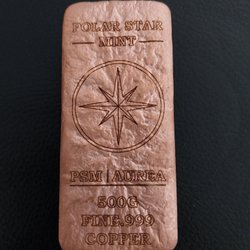 POLAR STAR
MINT
PSM | AUREA
500G
FINE.999
COPPER